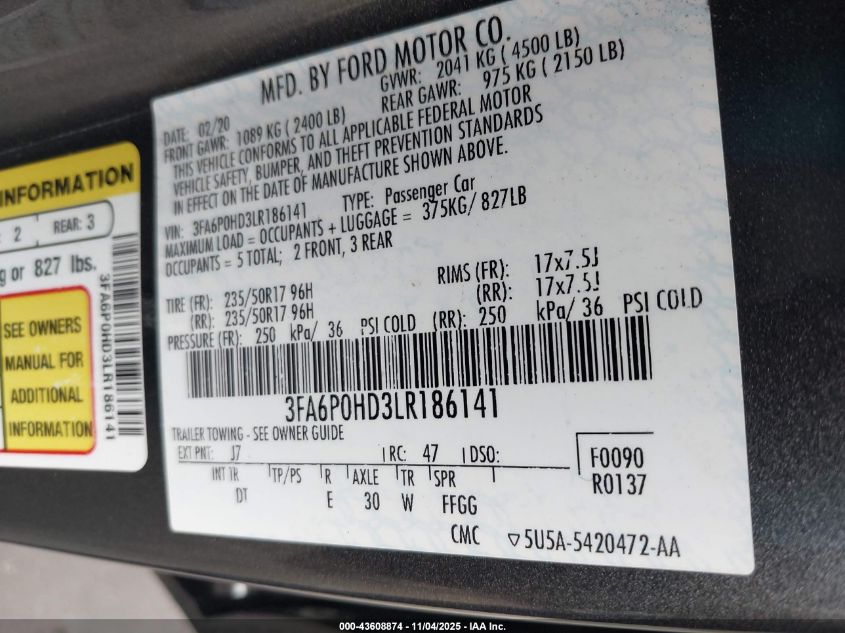 INFORMATION
2 REAR: 3
or 827 lbs.
SEE OWNERS
MANUAL FOR
ADDITIONAL
INFORMATION
3FA6P0HD3LR186141
MFD. BY FORD MOTOR CO.
DATE: 02/20 GVWR: 2041 KG ( 4500 LB)
FRONT GAWR: 1089 KG ( 2400 LB) REAR GAWR: 975 KG ( 2150 LB)
THIS VEHICLE CONFORMS TO ALL APPLICABLE FEDERAL MOTOR
VEHICLE SAFETY, BUMPER, AND THEFT PREVENTION STANDARDS
IN EFFECT ON THE DATE OF MANUFACTURE SHOWN ABOVE.
VIN: 3FA6P0HD3LR186141 TYPE: Passenger Car
MAXIMUM LOAD = OCCUPANTS + LUGGAGE = 375KG/ 827LB
OCCUPANTS = 5 TOTAL; 2 FRONT, 3 REAR
TIRE (FR): 235/50R17 96H RIMS (FR): 17x7.5J
(RR): 235/50R17 96H (RR): 17x7.5J
PRESSURE (FR): 250 kPa/ 36 PSI COLD (RR): 250 kPa/ 36 PSI COLD
3FA6P0HD3LR186141
TRAILER TOWING - SEE OWNER GUIDE
EXT PNT: J7 RC: 47 DSO:
INT TR TP/PS R AXLE TR SPR
DT E 30 W FFGG
F0090
R0137
CMC ▽5U5A-5420472-AA
000-43608874 - 11/04/2025 - IAA Inc.